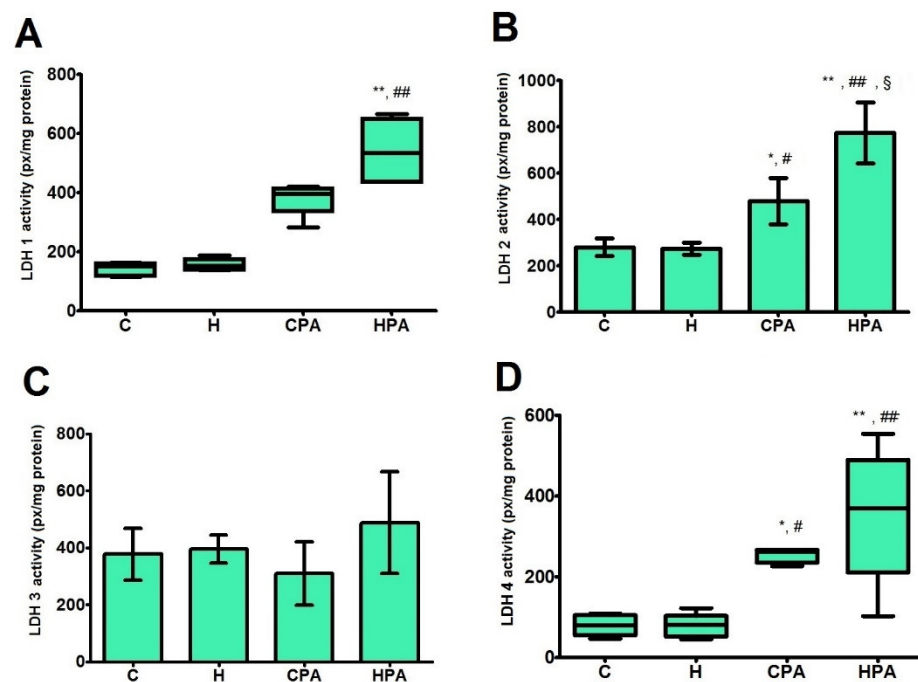 A
LDH 1 activity (px/mg protein)
800
600
400
200
0
**, ##
C H CPA HPA
B
LDH 2 activity (px/mg protein)
1000
800
600
400
200
0
*, #
** , ## , §
C H CPA HPA
C
LDH 3 activity (px/mg protein)
800
600
400
200
0
C H CPA HPA
D
LDH 4 activity (px/mg protein)
600
400
200
0
*, #
** , ##
C H CPA HPA